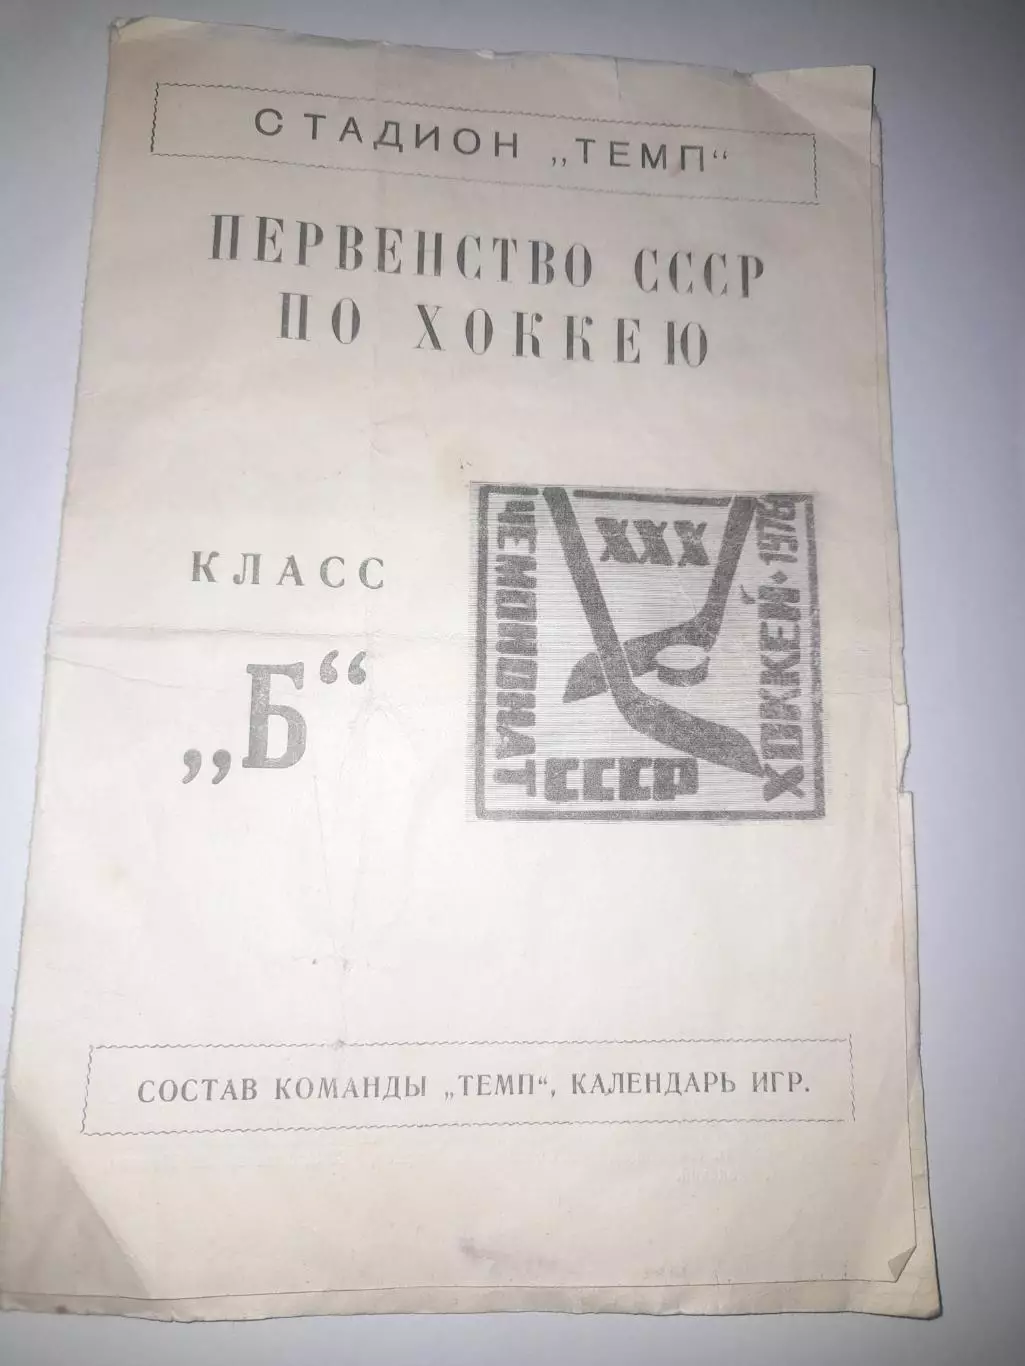 СТАДИОН „ТЕМП“
ПЕРВЕНСТВО СССР
ПО ХОККЕЮ
КЛАСС
„Б“
ЧЕМПИОНАТ
XXX
ХОККЕЙ • 1976
СССР
СОСТАВ КОМАНДЫ „ТЕМП“, КАЛЕНДАРЬ ИГР.